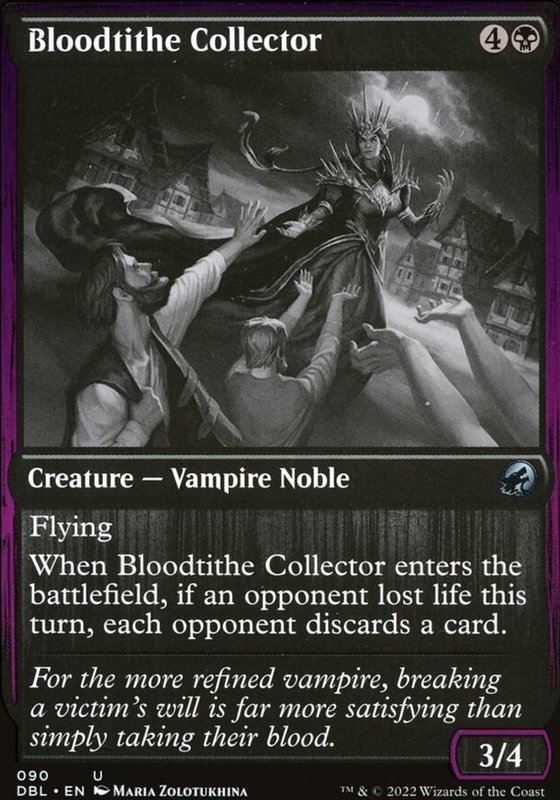 Bloodtithe Collector 4
Creature — Vampire Noble
Flying
When Bloodtithe Collector enters the
battlefield, if an opponent lost life this
turn, each opponent discards a card.
For the more refined vampire, breaking
a victim's will is far more satisfying than
simply taking their blood.
3/4
090 U
DBL • EN Maria Zolotukhina
™ & © 2022 Wizards of the Coast